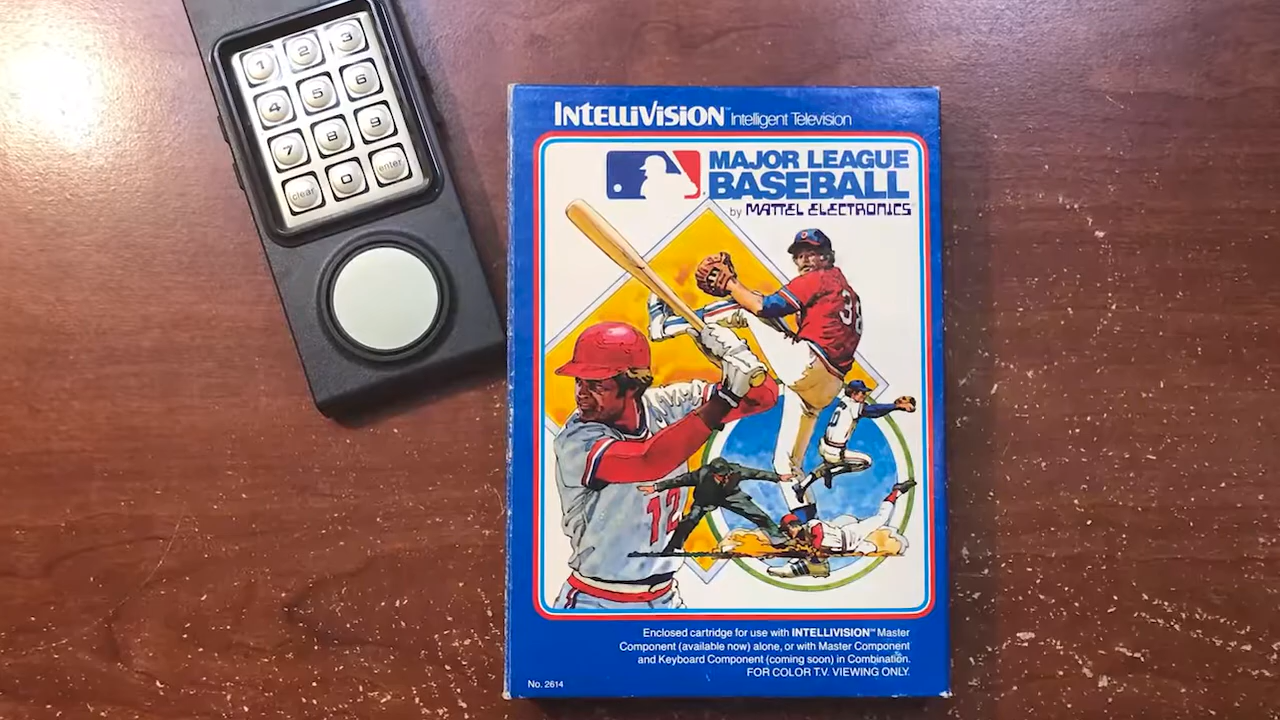 1 2 3
4 5 6
7 8 9
clear 0 enter
INTELLIVISION™ Intelligent Television
MAJOR LEAGUE
BASEBALL
by MATTEL ELECTRONICS®
38
12
Enclosed cartridge for use with INTELLIVISION™ Master
Component (available now) alone, or with Master Component
and Keyboard Component (coming soon) in Combination.
FOR COLOR T.V. VIEWING ONLY.
No. 2614